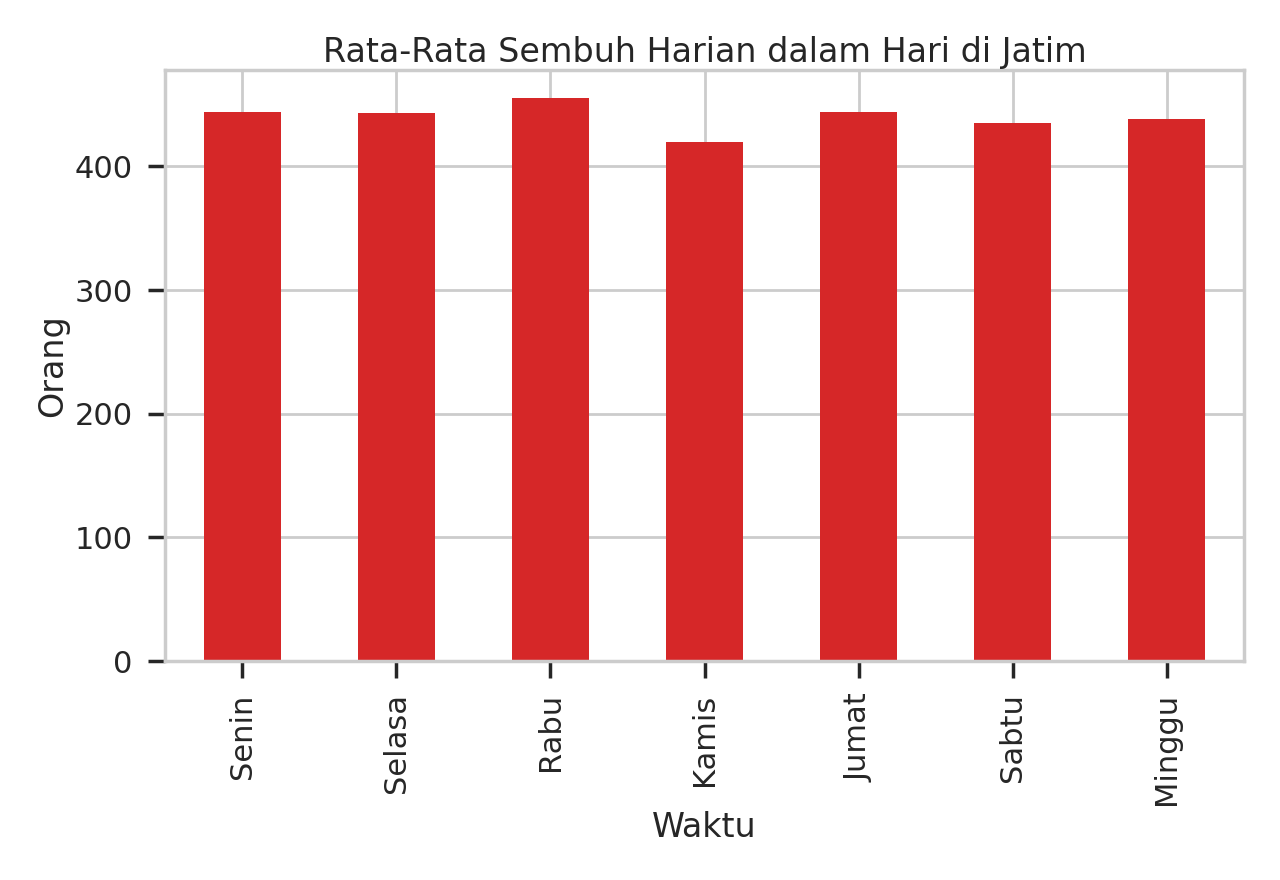 Rata-Rata Sembuh Harian dalam Hari di Jatim
Orang
400
300
200
100
0
Senin
Selasa
Rabu
Kamis
Jumat
Sabtu
Minggu
Waktu